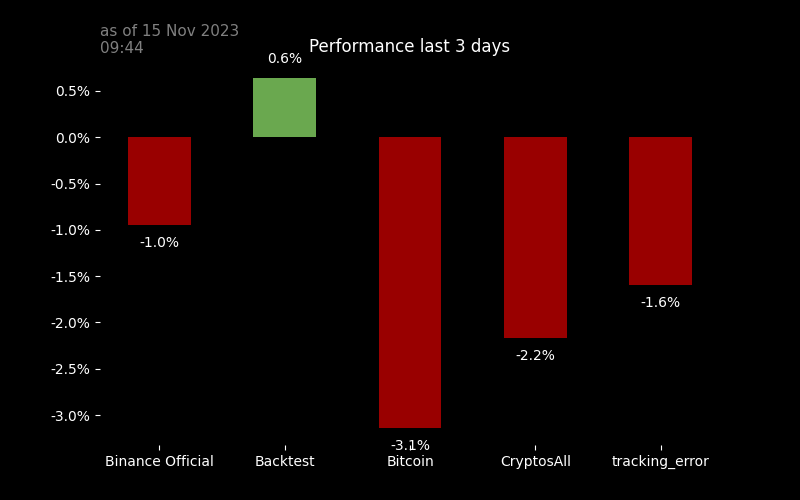 as of 15 Nov 2023
09:44
Performance last 3 days
0.6%
0.5%
0.0%
-0.5%
-1.0%
-1.0%
-1.5%
-1.6%
-2.0%
-2.2%
-2.5%
-3.0%
-3.1%
Binance Official
Backtest
Bitcoin
CryptosAll
tracking_error